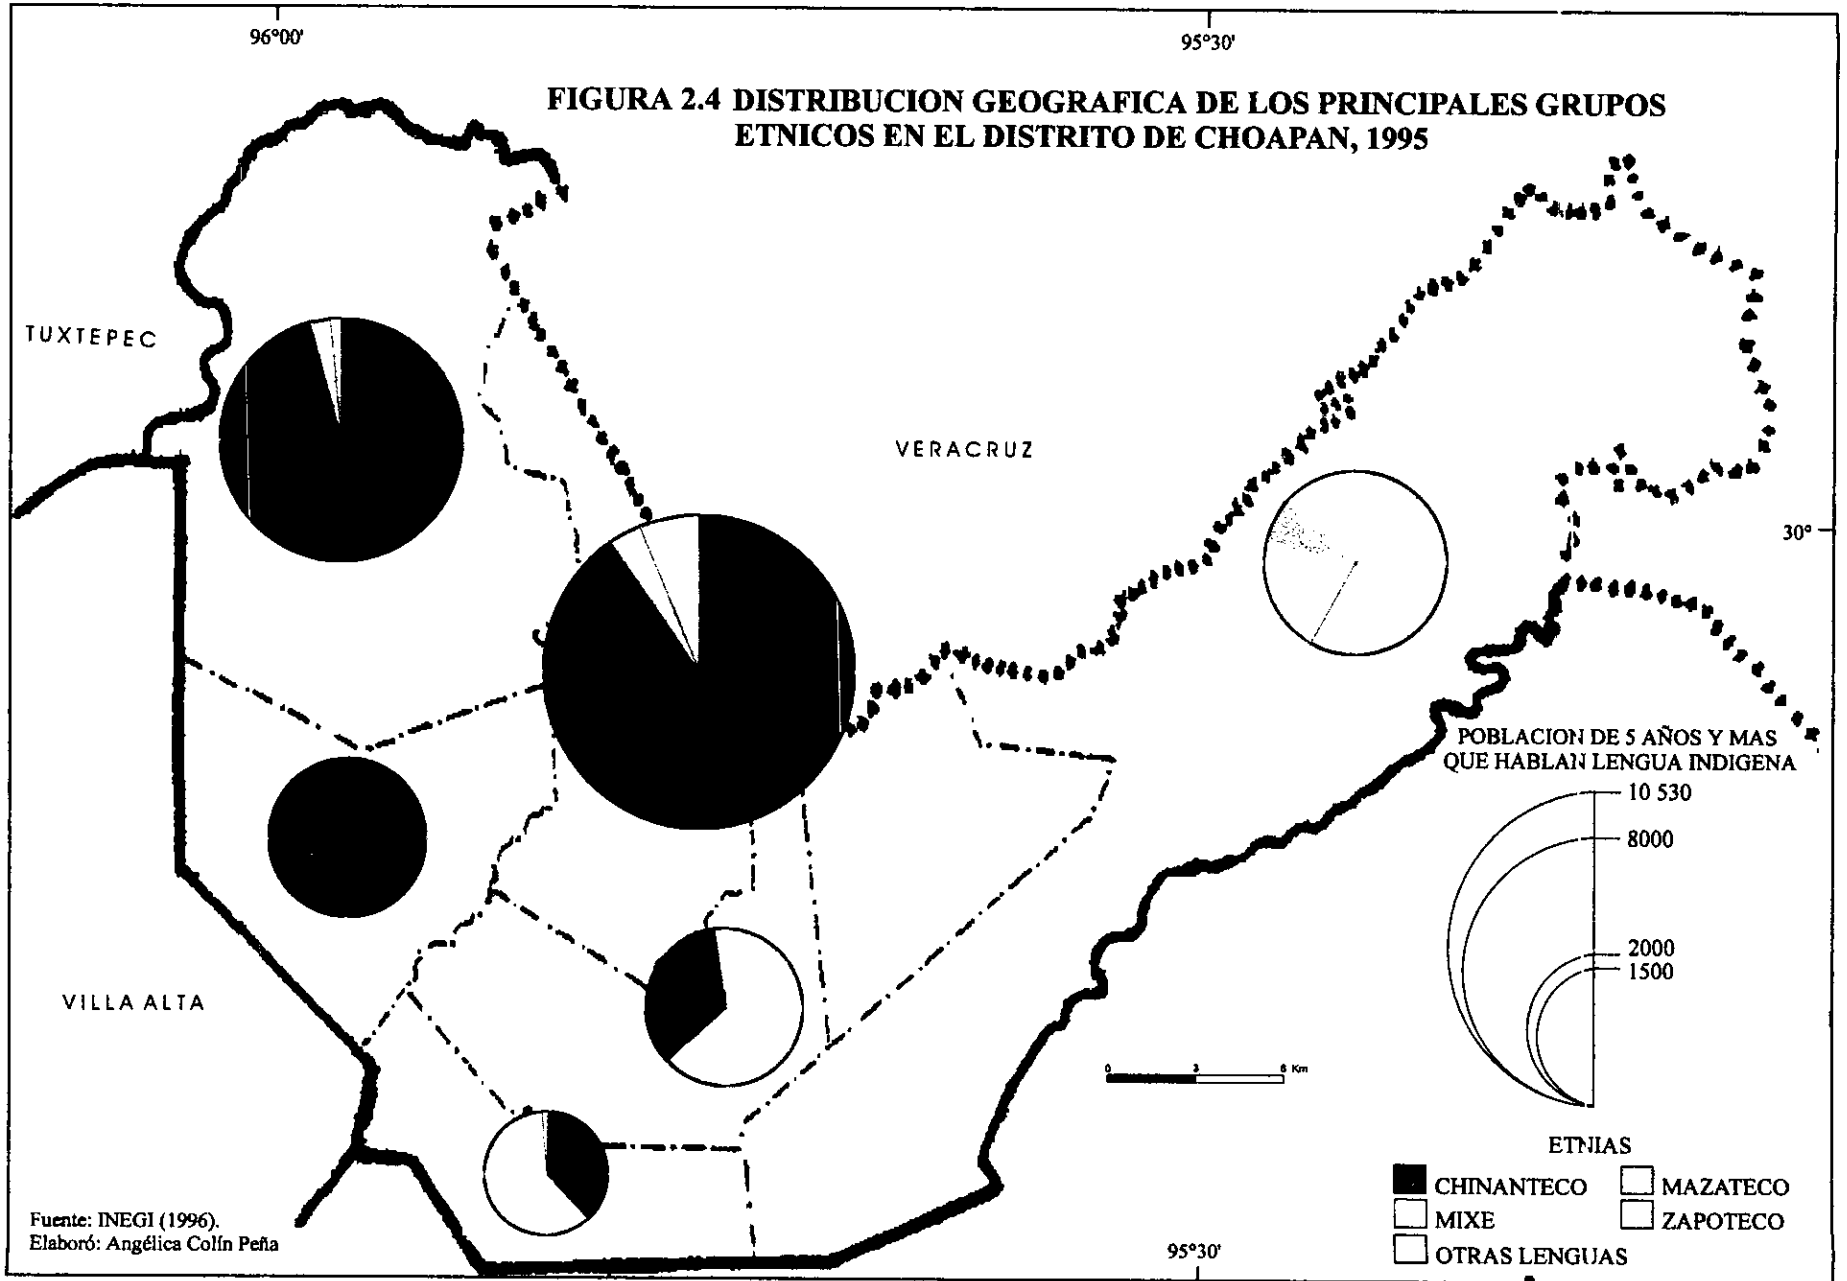 96°00'
95°30'
FIGURA 2.4 DISTRIBUCION GEOGRAFICA DE LOS PRINCIPALES GRUPOS
ETNICOS EN EL DISTRITO DE CHOAPAN, 1995
TUXTEPEC
VERACRUZ
30°
POBLACION DE 5 AÑOS Y MAS
QUE HABLAN LENGUA INDIGENA
10 530
8000
2000
1500
VILLA ALTA
0 3 6 Km
ETNIAS
CHINANTECO
MAZATECO
MIXE
ZAPOTECO
OTRAS LENGUAS
Fuente: INEGI (1996).
Elaboró: Angélica Colín Peña
95°30'